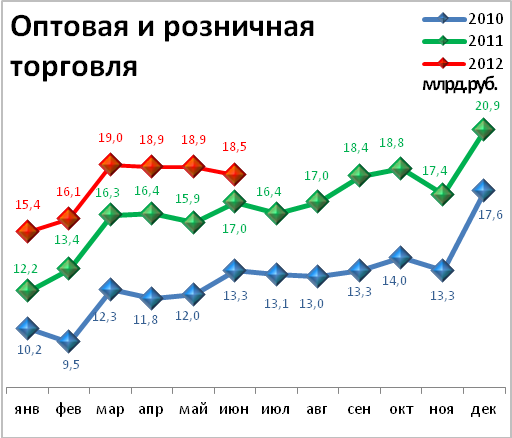 Оптовая и розничная
торговля
2010
2011
2012
млрд.руб.
20,9
19,0 18,9 18,9 18,5
18,4 18,8
17,4
17,0
16,3 16,4 15,9 17,0 16,4
15,4 16,1
17,6
12,2 13,4
10,2 9,5 12,3 11,8 12,0 13,3 13,1 13,0 13,3 14,0 13,3
янв фев мар апр май июн июл авг сен окт ноя дек